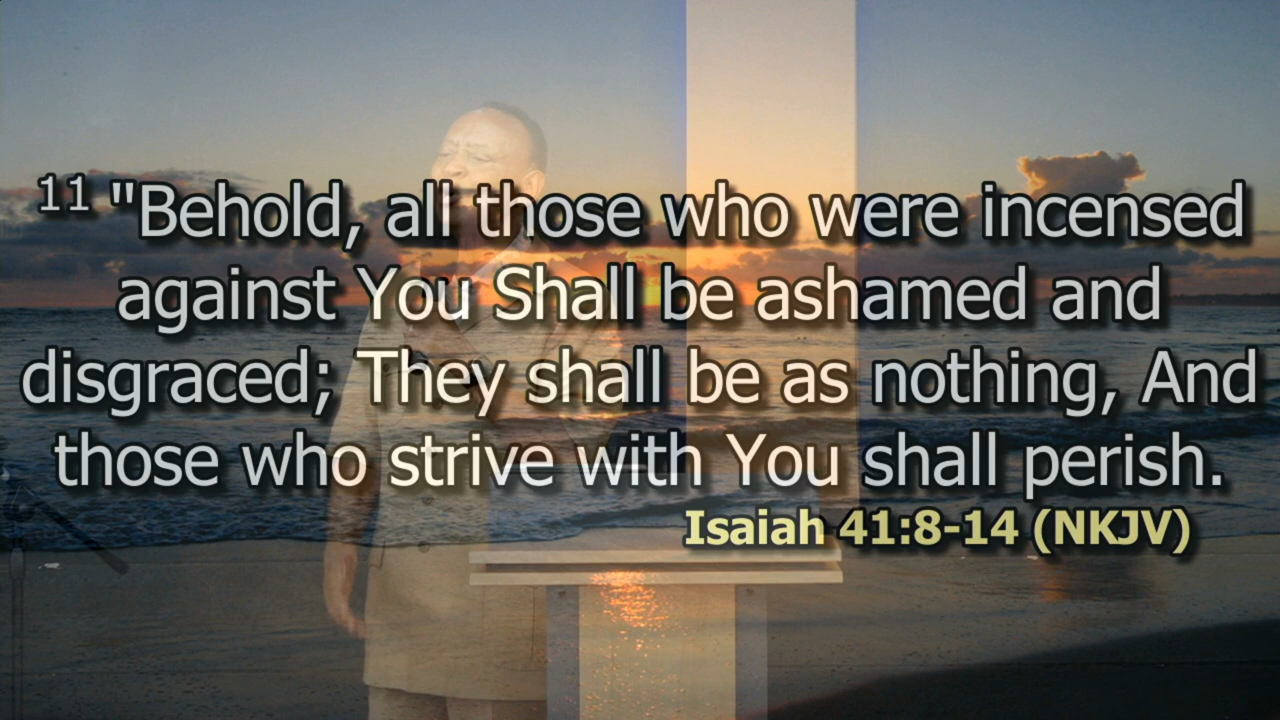 11 "Behold, all those who were incensed
against You Shall be ashamed and
disgraced; They shall be as nothing, And
those who strive with You shall perish.
Isaiah 41:8-14 (NKJV)